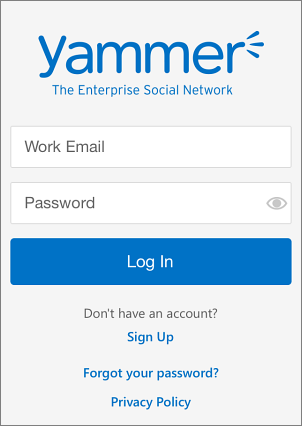 yammer
The Enterprise Social Network
Work Email
Password
Log In
Don't have an account?
Sign Up
Forgot your password?
Privacy Policy